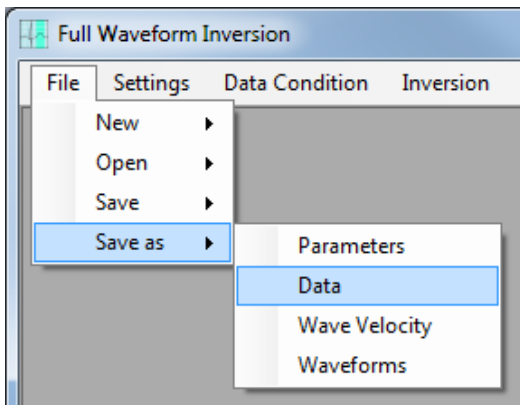 Full Waveform Inversion
File Settings Data Condition Inversion
New
Open
Save
Save as
Parameters
Data
Wave Velocity
Waveforms